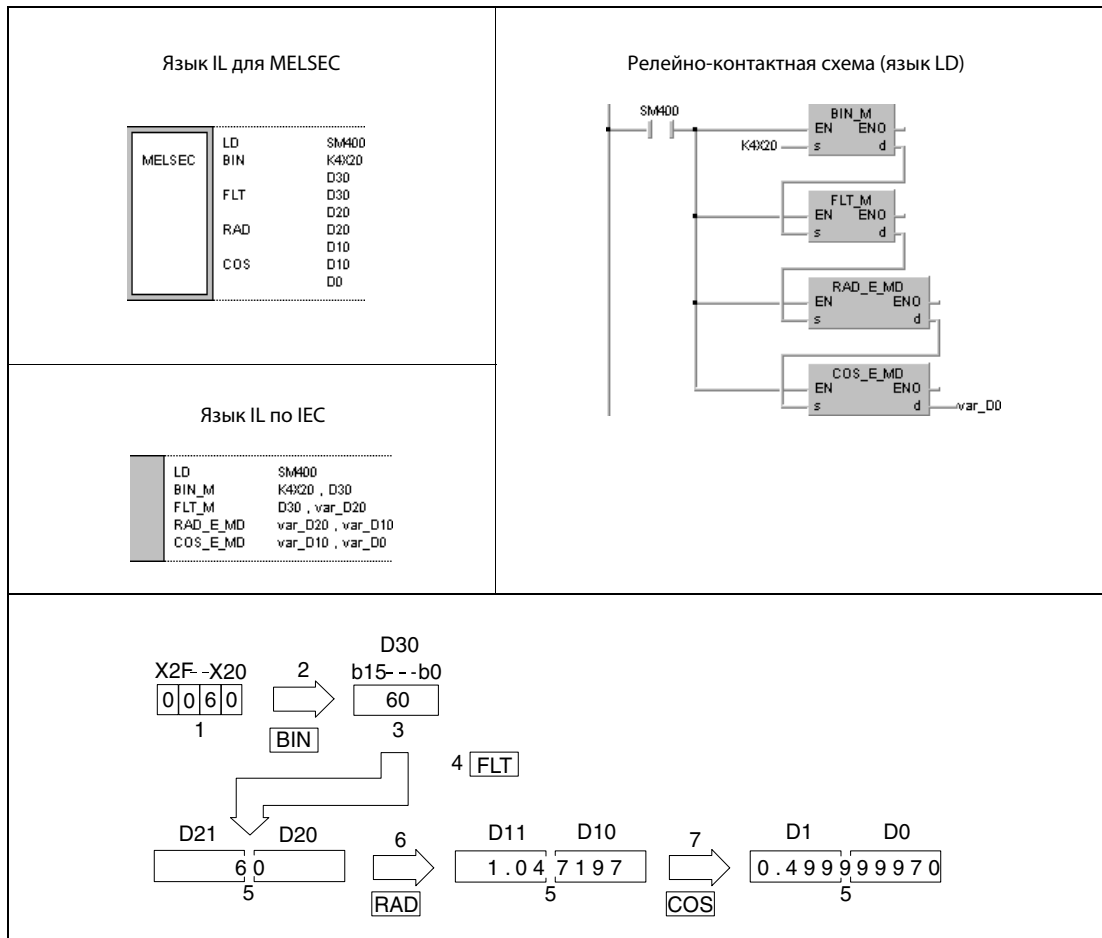 Язык IL для MELSEC
MELSEC
LD SM400
BIN K4X20
D30
FLT D30
D20
RAD D20
D10
COS D10
D0
Релейно-контактная схема (язык LD)
SM400
BIN_M
EN ENO
K4X20 s d
FLT_M
EN ENO
s d
RAD_E_MD
EN ENO
s d
COS_E_MD
EN ENO
s d var_D0
Язык IL по IEC
LD SM400
BIN_M K4X20 , D30
FLT_M D30 , var_D20
RAD_E_MD var_D20 , var_D10
COS_E_MD var_D10 , var_D0
D30
X2F--X20 2 b15---b0
0 0 6 0 60
1 BIN 3
4 FLT
D21 D20 6 D11 D10 7 D1 D0
6 0 1 . 0 4 7 1 9 7 0 . 4 9 9 9 9 9 9 7 0
5 RAD 5 COS 5